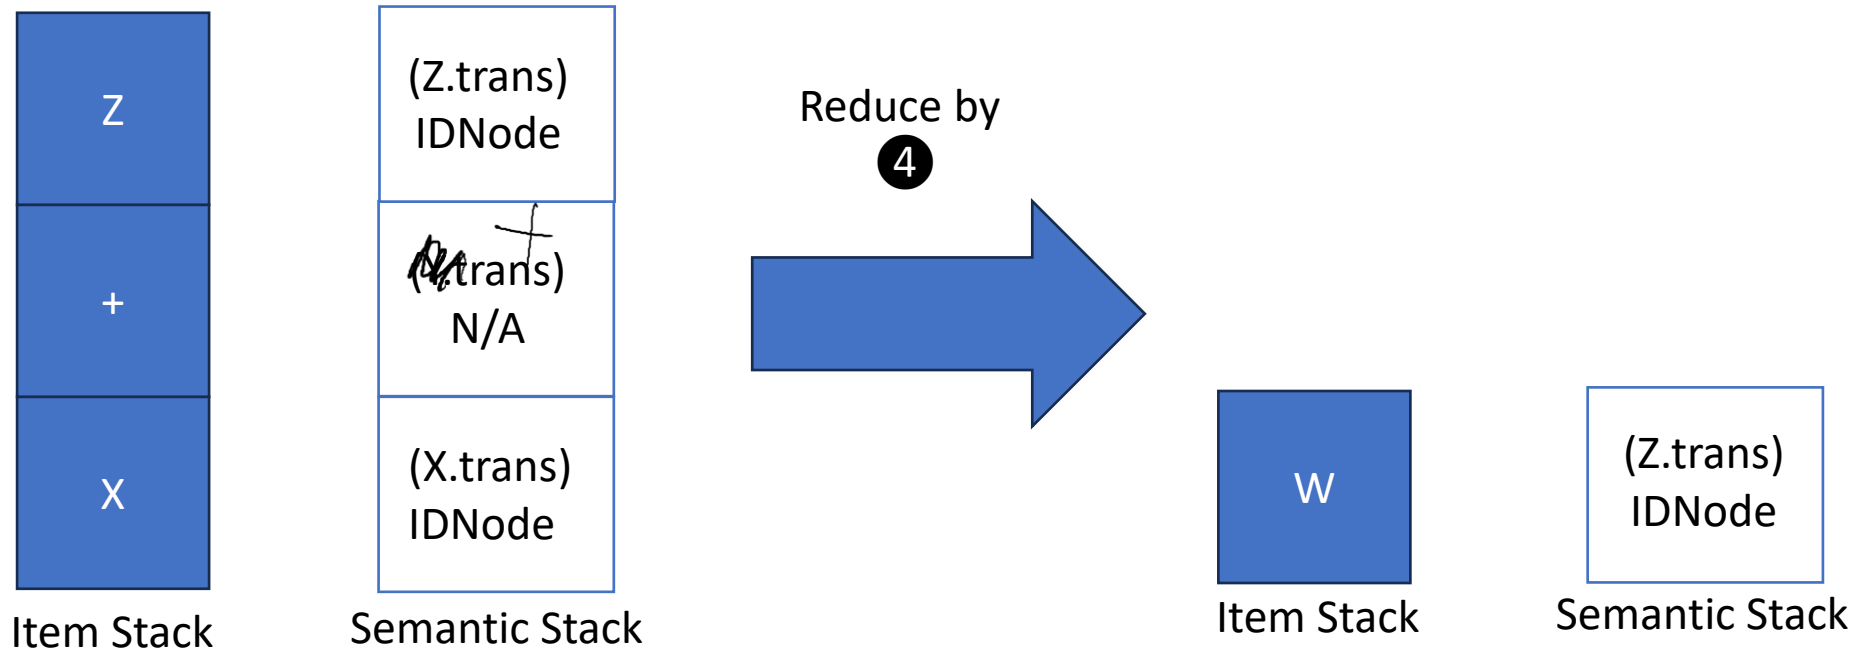 Z
(Z.trans)
IDNode
Reduce by
4
+
+
.trans)
N/A
X
(X.trans)
IDNode
W
(Z.trans)
IDNode
Item Stack
Semantic Stack
Item Stack
Semantic Stack